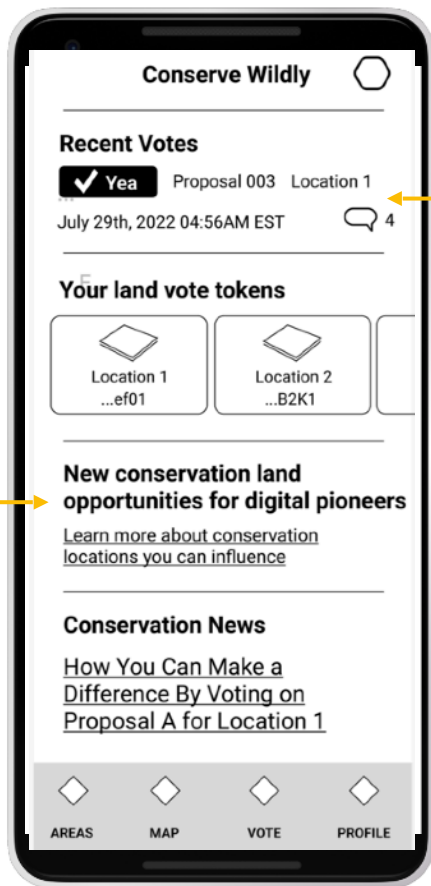 Conserve Wildly
Recent Votes
Yea Proposal 003 Location 1
...
July 29th, 2022 04:56AM EST 4
E
Your land vote tokens
Location 1 Location 2
...ef01 ...B2K1
New conservation land
opportunities for digital pioneers
Learn more about conservation
locations you can influence
Conservation News
How You Can Make a
Difference By Voting on
Proposal A for Location 1
AREAS MAP VOTE PROFILE